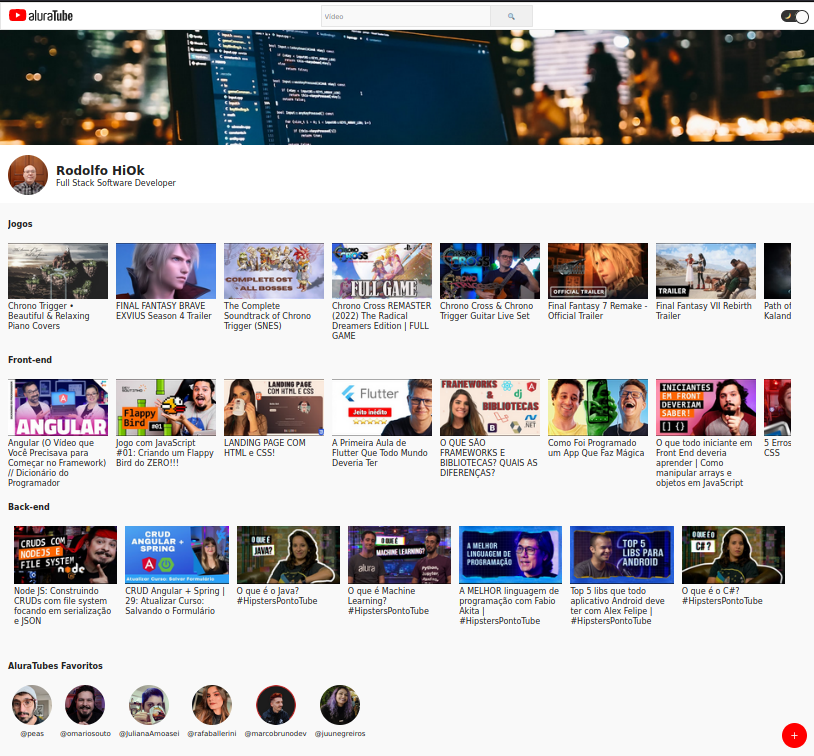 aluraTube
Vídeo
Rodolfo HiOk
Full Stack Software Developer
Jogos
COMPLETE OST
+ ALL BOSSES
FULL GAME
CHRONO
CROSS
OFFICIAL TRAILER
TRAILER
Chrono Trigger •
Beautiful & Relaxing
Piano Covers
FINAL FANTASY BRAVE
EXVIUS Season 4 Trailer
The Complete
Soundtrack of Chrono
Trigger (SNES)
Chrono Cross REMASTER
(2022) The Radical
Dreamers Edition | FULL
GAME
Chrono Cross & Chrono
Trigger Guitar Live Set
Final Fantasy 7 Remake -
Official Trailer
Final Fantasy VII Rebirth
Trailer
Path of
Kaland
Front-end
ANGULAR
Flappy
Bird #01
LANDING PAGE
COM HTML E CSS
Flutter
Jeito inédito
FRAMEWORKS
&
BIBLIOTECAS
dj
B
.NET
INICIANTES
EM FRONT
DEVERIAM
SABER!
[] {}
Angular (O Vídeo que
Você Precisava para
Começar no Framework)
// Dicionário do
Programador
Jogo com JavaScript
#01: Criando um Flappy
Bird do ZERO!!!
LANDING PAGE COM
HTML e CSS!
A Primeira Aula de
Flutter Que Todo Mundo
Deveria Ter
O QUE SÃO
FRAMEWORKS E
BIBLIOTECAS? QUAIS AS
DIFERENÇAS?
Como Foi Programado
um App Que Faz Mágica
O que todo iniciante em
Front End deveria
aprender | Como
manipular arrays e
objetos em JavaScript
5 Erros
CSS
Back-end
CRUDS COM
NODEJS E
FILE SYSTEM
node
CRUD
ANGULAR +
SPRING
Atualizar Curso: Salvar Formulário
O QUE É
JAVA?
O QUE É
MACHINE LEARNING?
alura
A MELHOR
LINGUAGEM DE
PROGRAMAÇÃO
TOP 5
LIBS PARA
ANDROID
O QUE É O
C# ?
Node JS: Construindo
CRUDs com file system
focando em serialização
e JSON
CRUD Angular + Spring |
29: Atualizar Curso:
Salvando o Formulário
O que é o Java?
#HipstersPontoTube
O que é Machine
Learning?
#HipstersPontoTube
A MELHOR linguagem de
programação com Fabio
Akita |
#HipstersPontoTube
Top 5 libs que todo
aplicativo Android deve
ter com Alex Felipe |
#HipstersPontoTube
O que é o C#?
#HipstersPontoTube
AluraTubes Favoritos
@peas
@omariosouto
@JulianaAmoasei
@rafaballerini
@marcobrunodev
@juunegreiros
+